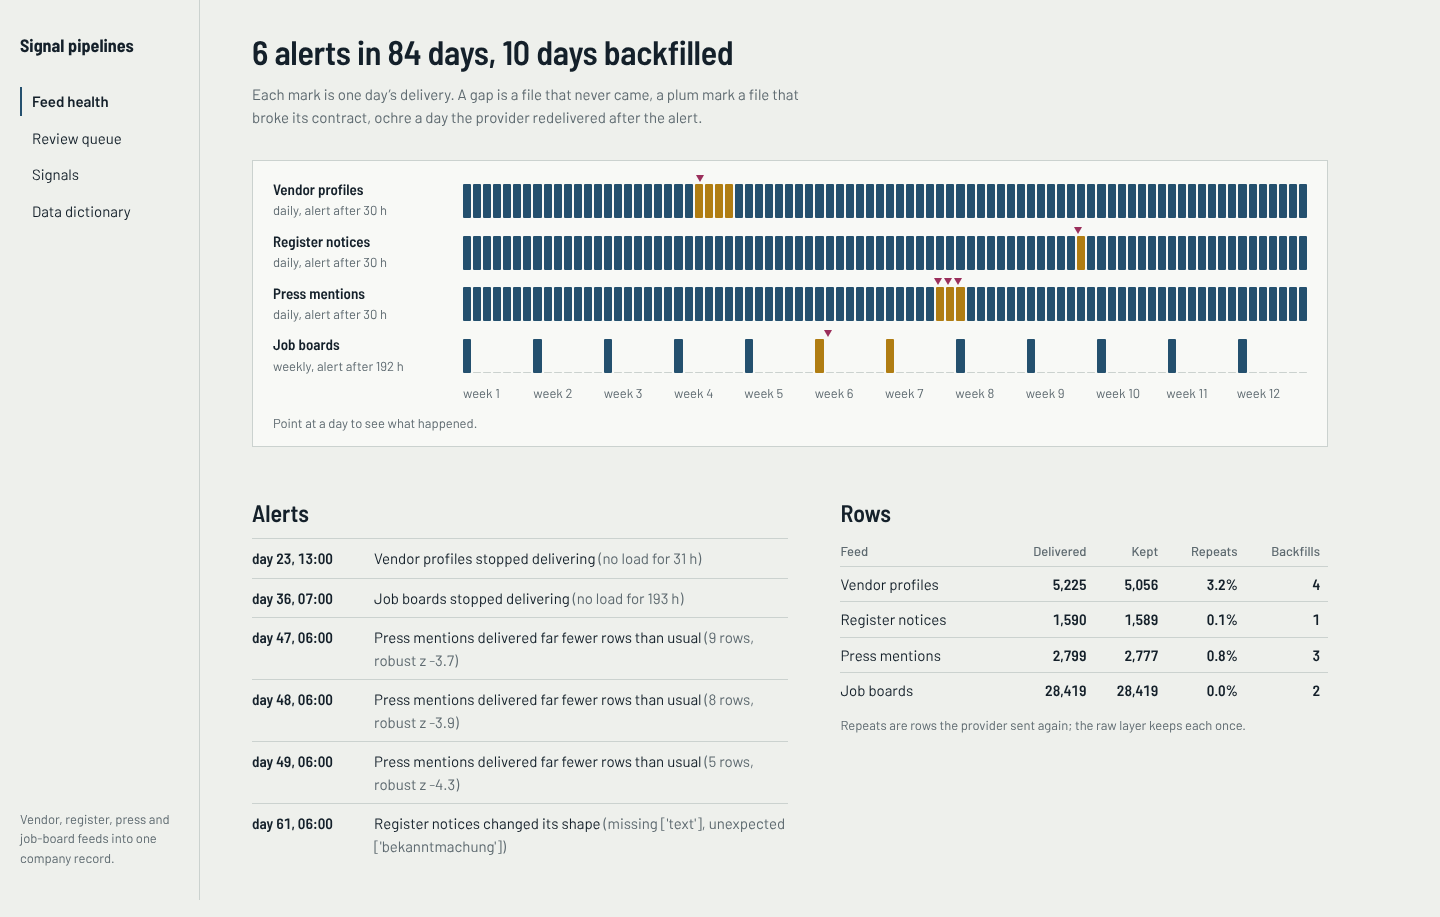 Signal pipelines
Feed health
Review queue
Signals
Data dictionary
Vendor, register, press and
job-board feeds into one
company record.
6 alerts in 84 days, 10 days backfilled
Each mark is one day's delivery. A gap is a file that never came, a plum mark a file that
broke its contract, ochre a day the provider redelivered after the alert.
Vendor profiles
daily, alert after 30 h
Register notices
daily, alert after 30 h
Press mentions
daily, alert after 30 h
Job boards
weekly, alert after 192 h
week 1 week 2 week 3 week 4 week 5 week 6 week 7 week 8 week 9 week 10 week 11 week 12
Point at a day to see what happened.
Alerts
day 23, 13:00 Vendor profiles stopped delivering (no load for 31 h)
day 36, 07:00 Job boards stopped delivering (no load for 193 h)
day 47, 06:00 Press mentions delivered far fewer rows than usual (9 rows,
robust z -3.7)
day 48, 06:00 Press mentions delivered far fewer rows than usual (8 rows,
robust z -3.9)
day 49, 06:00 Press mentions delivered far fewer rows than usual (5 rows,
robust z -4.3)
day 61, 06:00 Register notices changed its shape (missing ['text'], unexpected
['bekanntmachung'])
Rows
Feed Delivered Kept Repeats Backfills
Vendor profiles 5,225 5,056 3.2% 4
Register notices 1,590 1,589 0.1% 1
Press mentions 2,799 2,777 0.8% 3
Job boards 28,419 28,419 0.0% 2
Repeats are rows the provider sent again; the raw layer keeps each once.